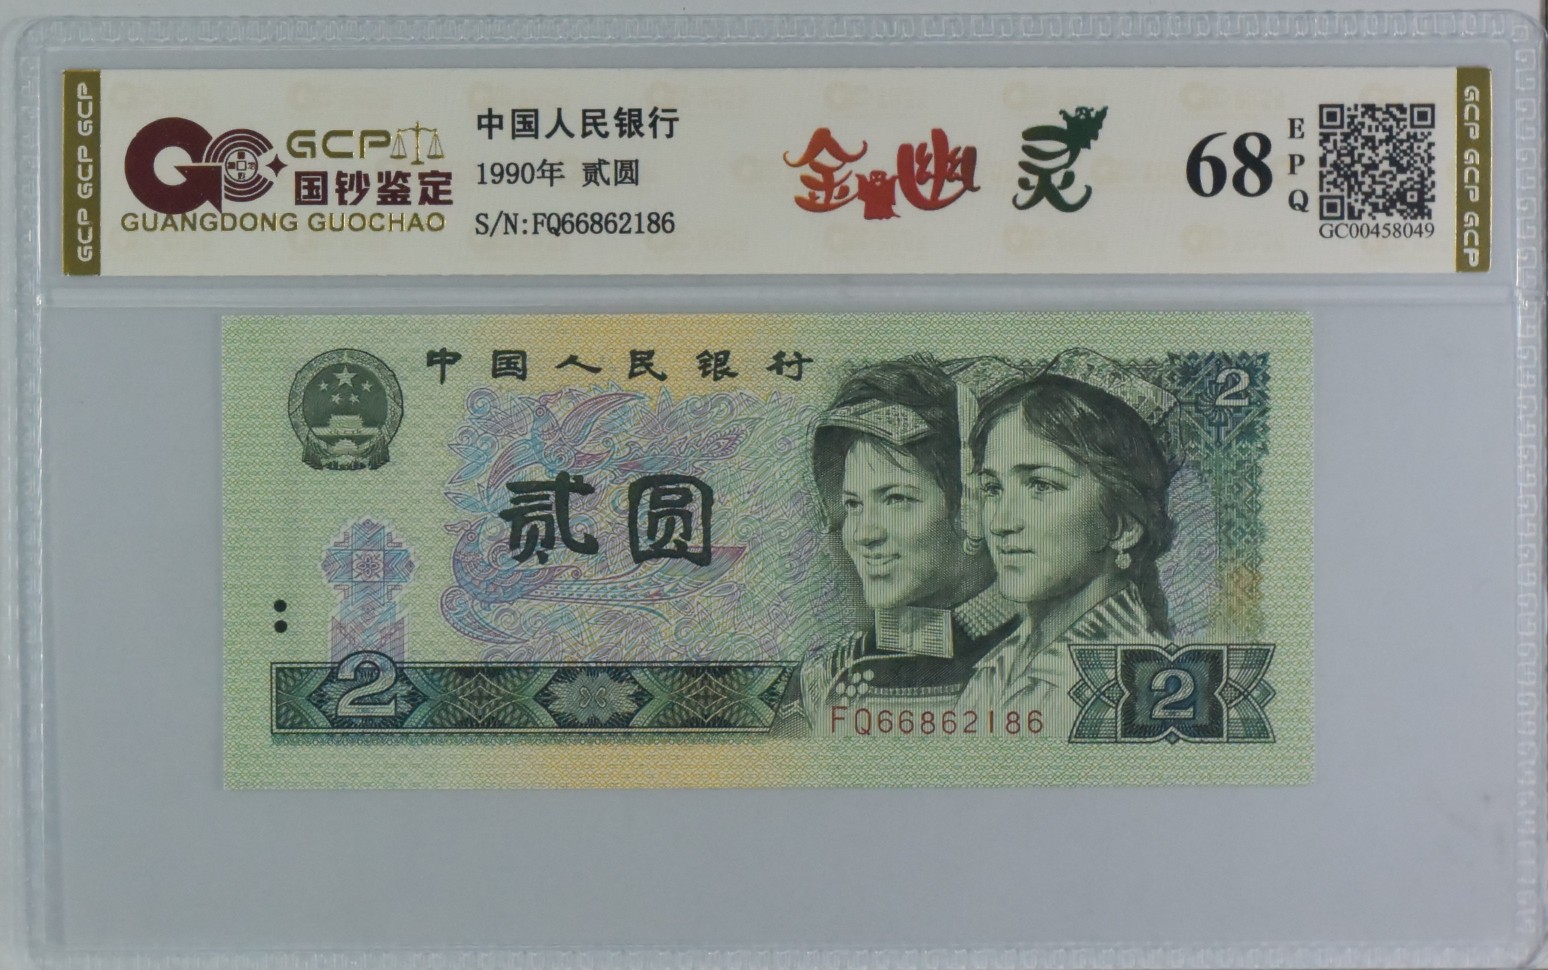 GCP GCP GCP
GCP
国钞鉴定
GUANGDONG GUOCHAO
中国人民银行
1990年 贰圆
S/N:FQ66862186
金幽灵
68
EPQ
GC00458049
GCP GCP GCP
中国人民银行
2
贰圆
2
FQ66862186
2